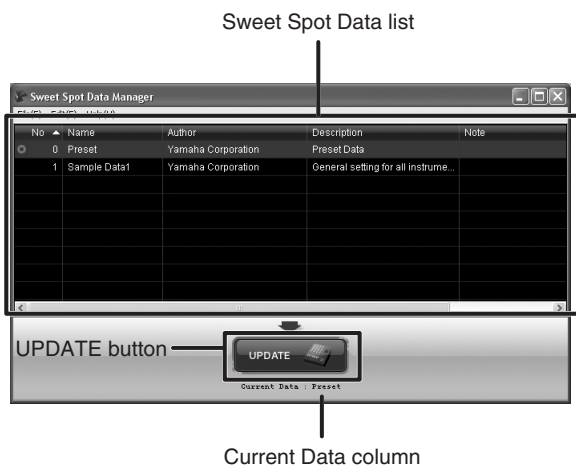 Sweet Spot Data list
Sweet Spot Data Manager
No Name Author Description Note
0 Preset Yamaha Corporation Preset Data
1 Sample Data1 Yamaha Corporation General setting for all instrume...
UPDATE button
UPDATE
Current Data : Preset
Current Data column